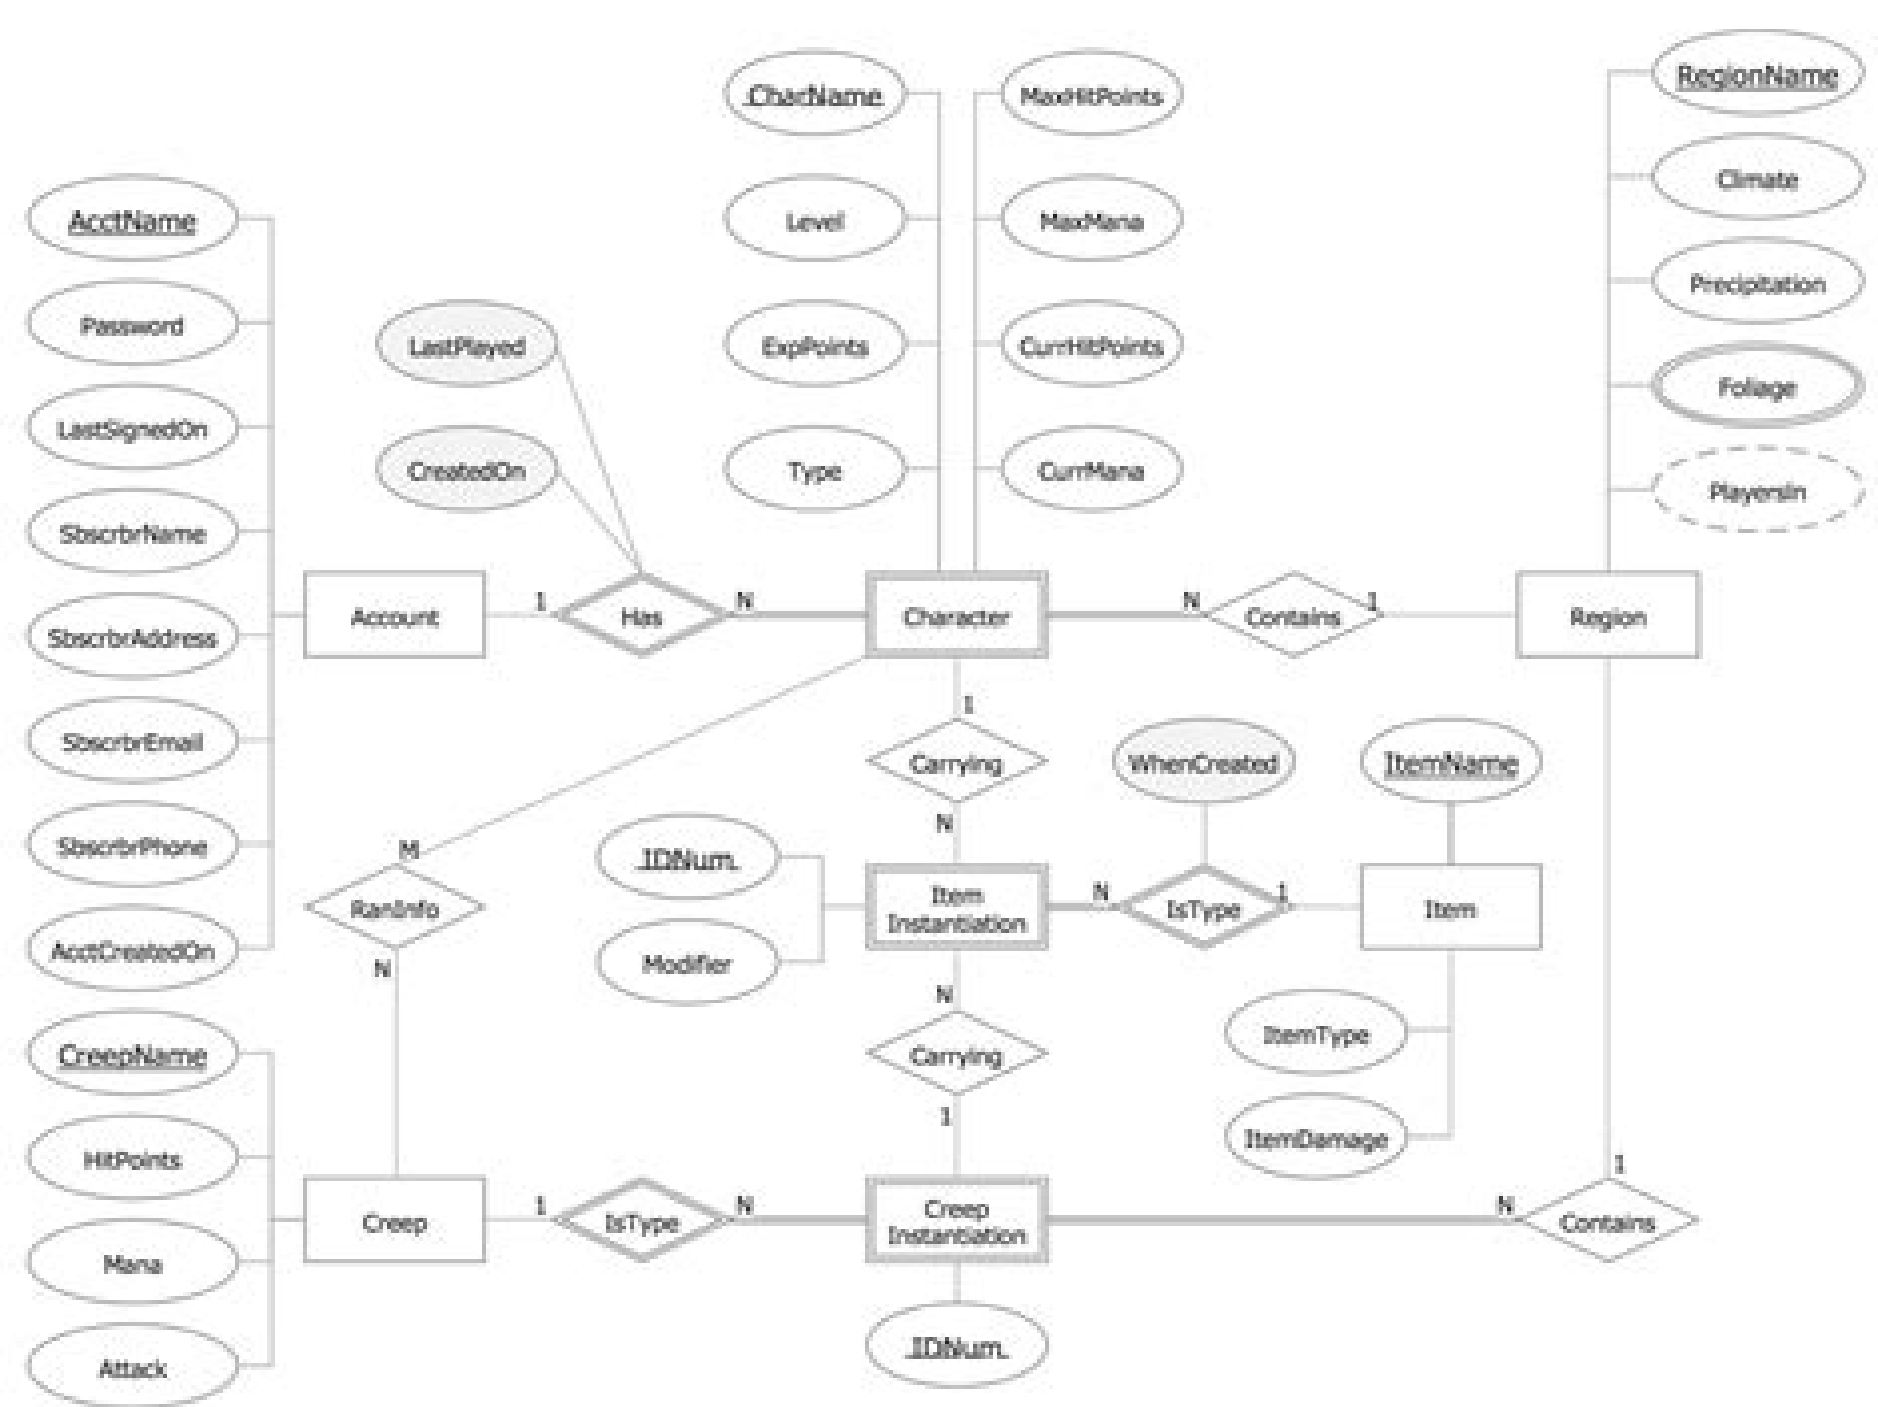 RegionName
CharName
MaxHitPoints
Climate
AcctName
Level
MaxMana
Precipitation
Password
LastPlayed
ExpPoints
CurrHitPoints
Foliage
LastSignedOn
CreatedOn
Type
CurrMana
PlayersIn
SbscrbrName
Account
1
Has
N
Character
N
Contains
1
Region
SbscrbrAddress
SbscrbrEmail
1
Carrying
WhenCreated
ItemName
SbscrbrPhone
M
N
IDNum
RanInfo
Item
Instantiation
N
IsType
1
Item
AcctCreatedOn
N
Modifier
N
CreepName
Carrying
ItemType
1
ItemDamage
HitPoints
1
Creep
1
IsType
N
Creep
Instantiation
N
Contains
Mana
IDNum
Attack